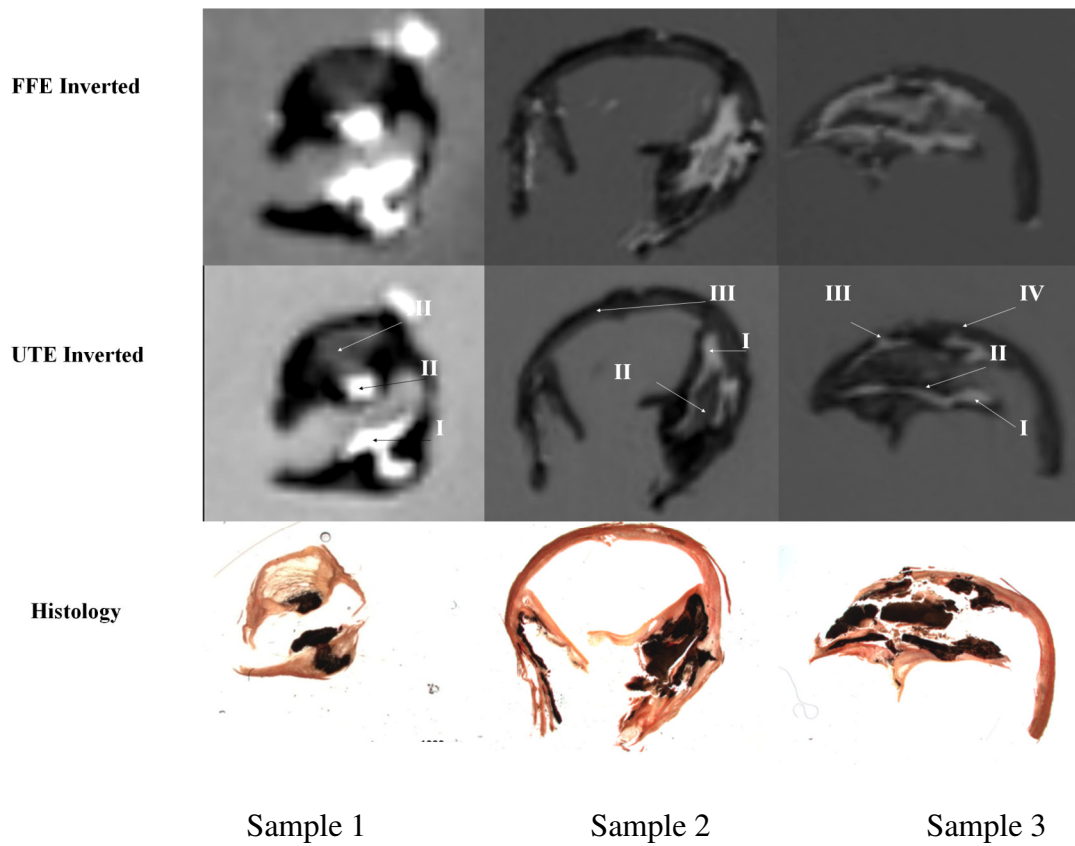 FFE Inverted
UTE Inverted
III
II
I
III
I
II
III
IV
II
I
Histology
Sample 1
Sample 2
Sample 3